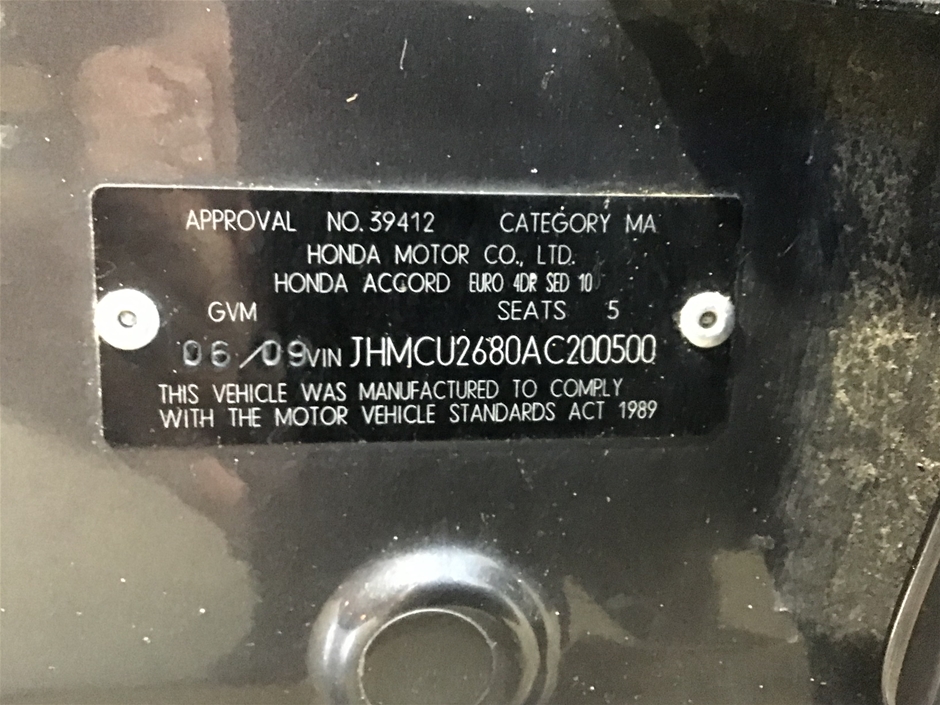 APPROVAL NO. 39412 CATEGORY MA
HONDA MOTOR CO., LTD.
HONDA ACCORD EURO 4DR SED 10
GVM SEATS 5
06/09 VIN JHMCU2680AC200500
THIS VEHICLE WAS MANUFACTURED TO COMPLY
WITH THE MOTOR VEHICLE STANDARDS ACT 1989